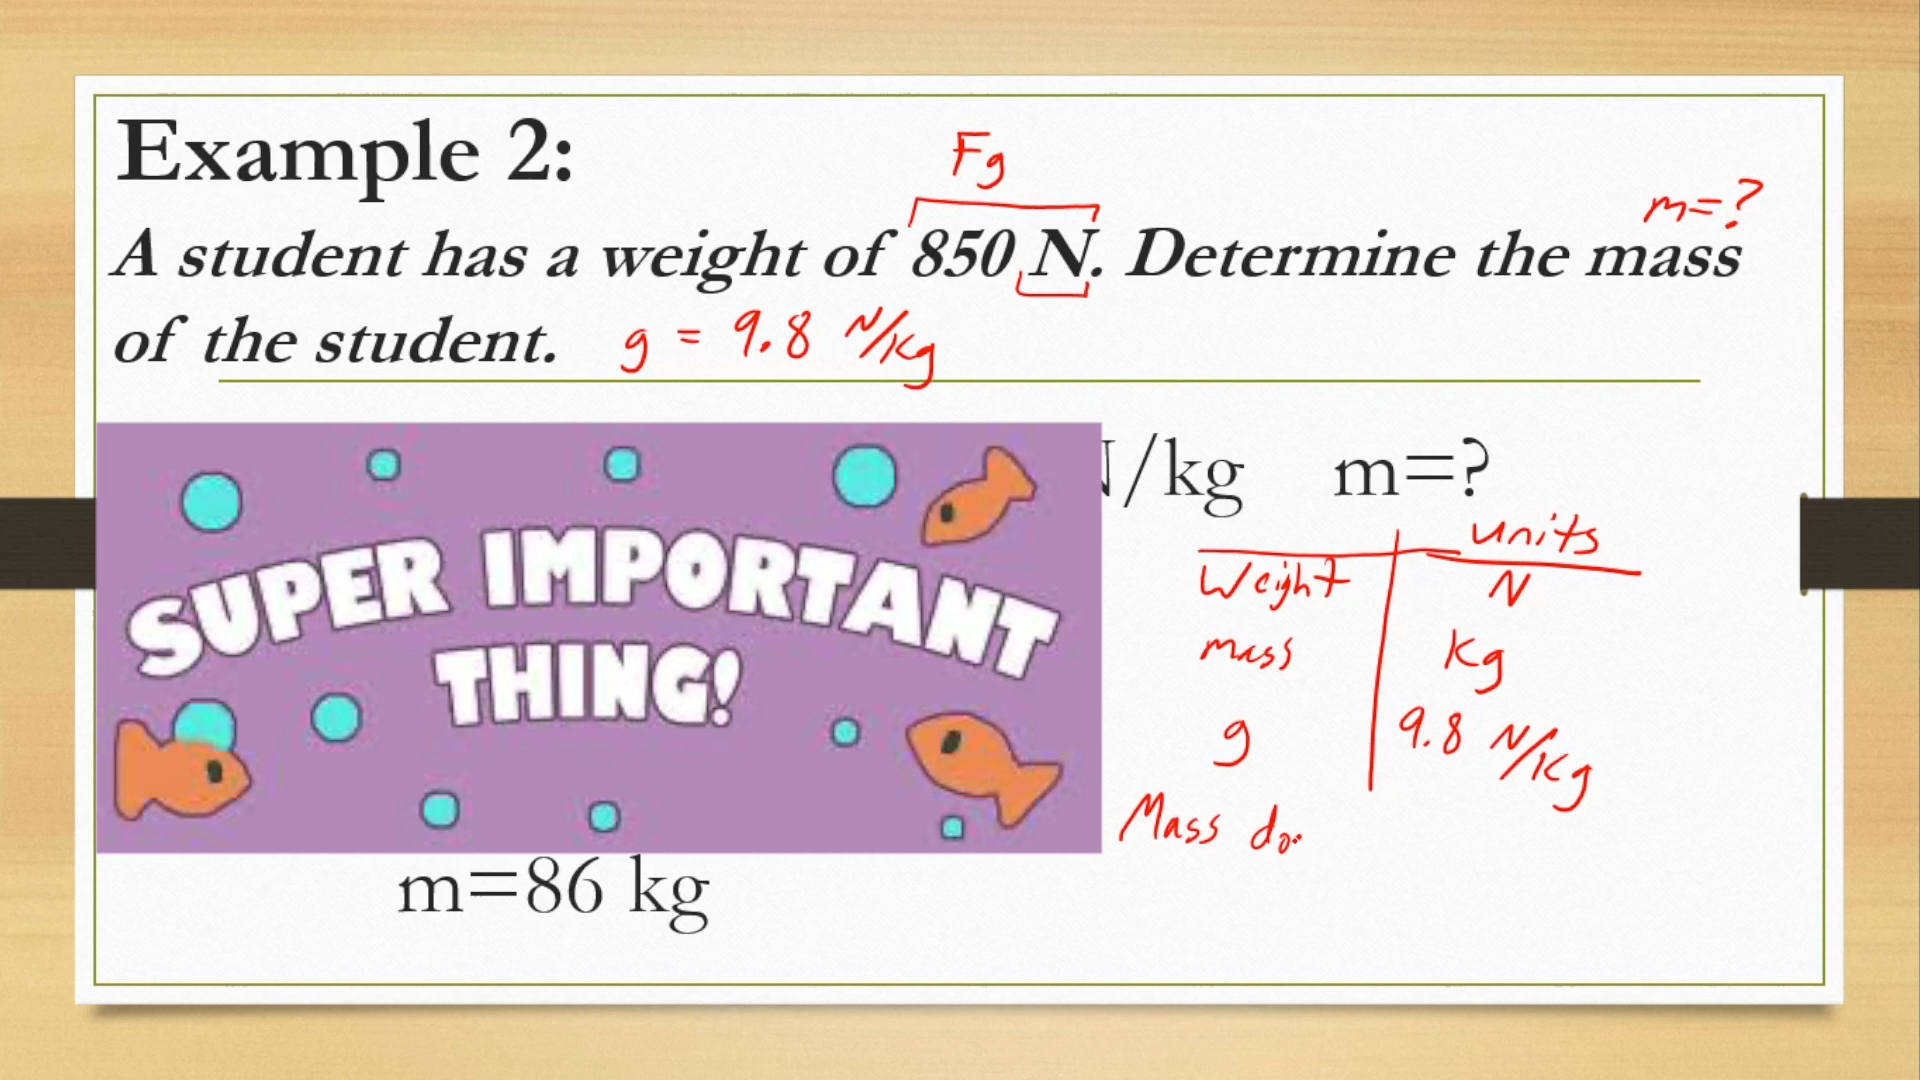 Example 2:
Fg
m=?
A student has a weight of 850 N. Determine the mass
of the student.
g = 9.8 N/kg
N/kg m=?
SUPER IMPORTANT
THING!
units
Weight N
mass kg
g 9.8 N/kg
Mass do
m=86 kg